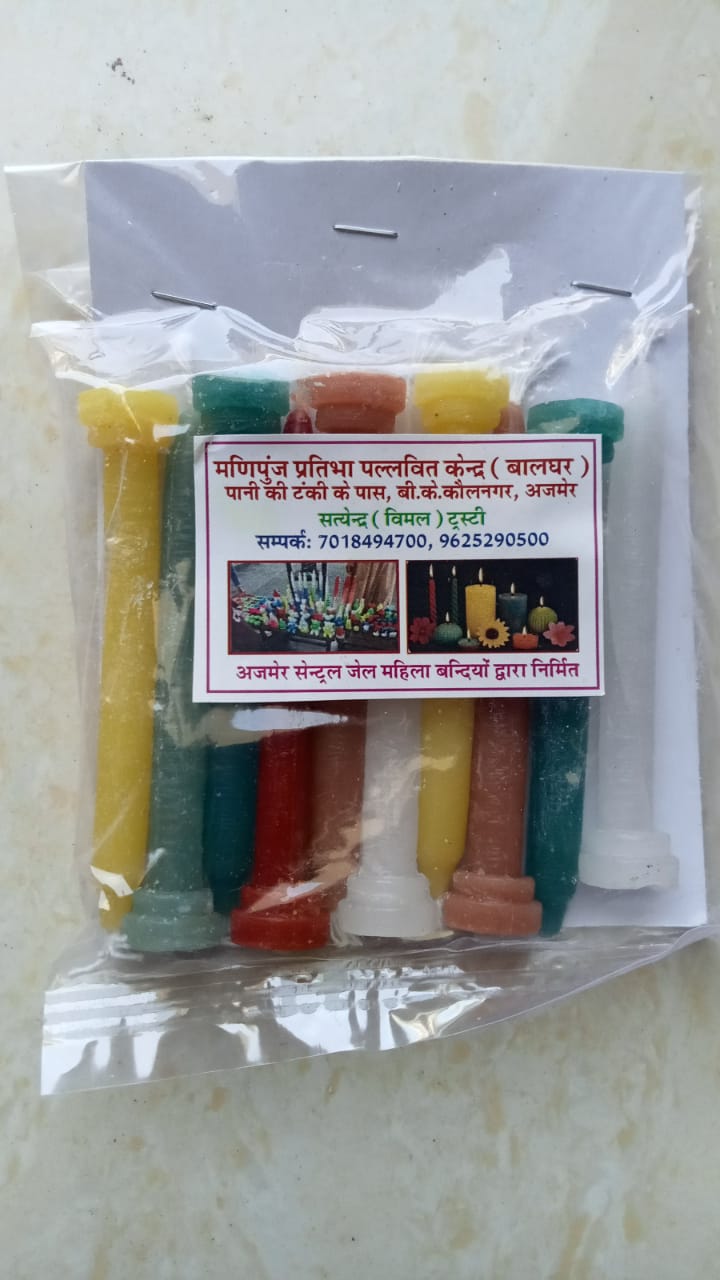 मणिपुंज प्रतिभा पल्लवित केन्द्र ( बालघर )
पानी की टंकी के पास, बी.के.कौलनगर, अजमेर
सत्येन्द्र ( विमल ) ट्रस्टी
सम्पर्क: 7018494700, 9625290500
अजमेर सेन्ट्रल जेल महिला बन्दियों द्वारा निर्मित